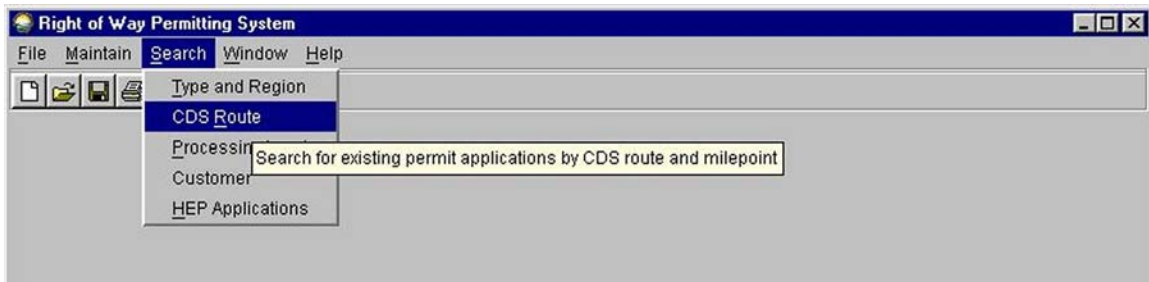 Right of Way Permitting System
File Maintain Search Window Help
Type and Region
CDS Route
Search for existing permit applications by CDS route and milepoint
Customer
HEP Applications